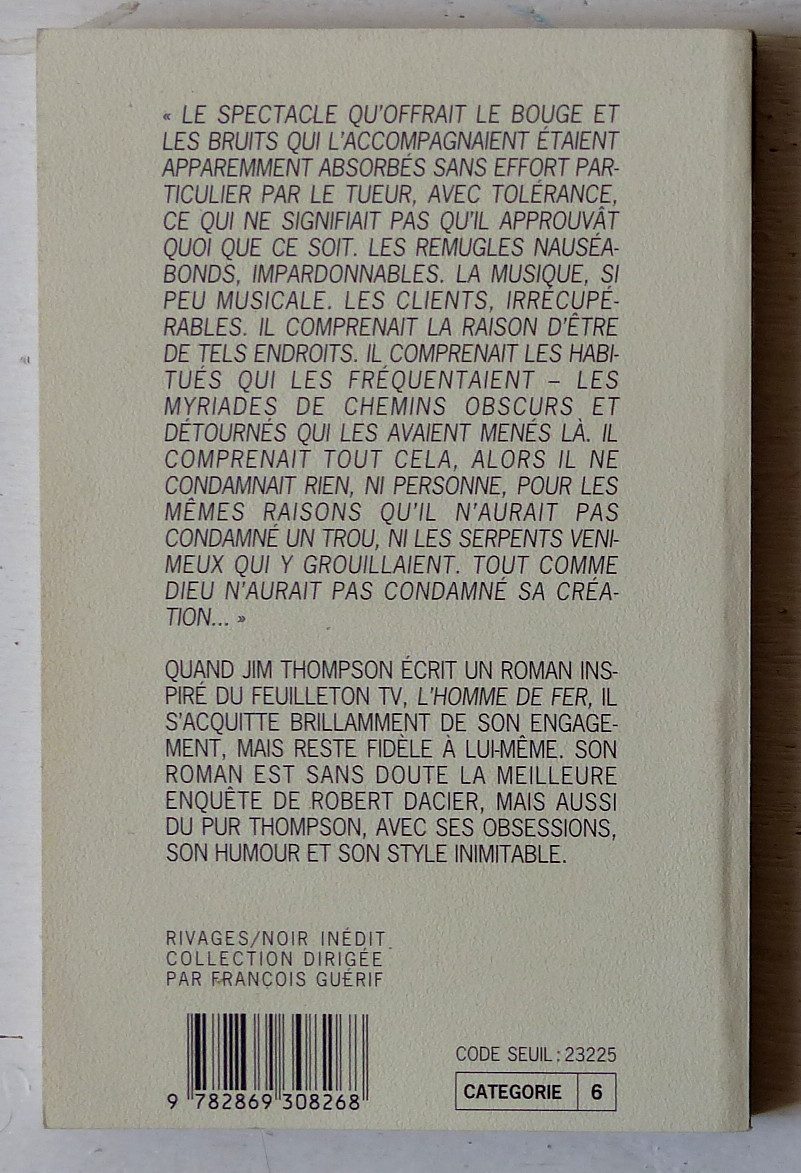 « LE SPECTACLE QU'OFFRAIT LE BOUGE ET
LES BRUITS QUI L'ACCOMPAGNAIENT ÉTAIENT
APPAREMMENT ABSORBÉS SANS EFFORT PAR-
TICULIER PAR LE TUEUR, AVEC TOLÉRANCE,
CE QUI NE SIGNIFIAIT PAS QU'IL APPROUVÂT
QUOI QUE CE SOIT. LES REMUGLES NAUSÉA-
BONDS, IMPARDONNABLES. LA MUSIQUE, SI
PEU MUSICALE. LES CLIENTS, IRRÉCUPÉ-
RABLES. IL COMPRENAIT LA RAISON D'ÊTRE
DE TELS ENDROITS. IL COMPRENAIT LES HABI-
TUÉS QUI LES FRÉQUENTAIENT – LES
MYRIADES DE CHEMINS OBSCURS ET
DÉTOURNÉS QUI LES AVAIENT MENÉS LÀ. IL
COMPRENAIT TOUT CELA, ALORS IL NE
CONDAMNAIT RIEN, NI PERSONNE, POUR LES
MÊMES RAISONS QU'IL N'AURAIT PAS
CONDAMNÉ UN TROU, NI LES SERPENTS VENI-
MEUX QUI Y GROUILLAIENT. TOUT COMME
DIEU N'AURAIT PAS CONDAMNÉ SA CRÉA-
TION... »
QUAND JIM THOMPSON ÉCRIT UN ROMAN INS-
PIRÉ DU FEUILLETON TV, L'HOMME DE FER, IL
S'ACQUITTE BRILLAMMENT DE SON ENGAGE-
MENT, MAIS RESTE FIDÈLE À LUI-MÊME. SON
ROMAN EST SANS DOUTE LA MEILLEURE
ENQUÊTE DE ROBERT DACIER, MAIS AUSSI
DU PUR THOMPSON, AVEC SES OBSESSIONS,
SON HUMOUR ET SON STYLE INIMITABLE.
RIVAGES/NOIR INÉDIT
COLLECTION DIRIGÉE
PAR FRANÇOIS GUÉRIF
9 782869 308268
CODE SEUIL : 23225
CATEGORIE 6